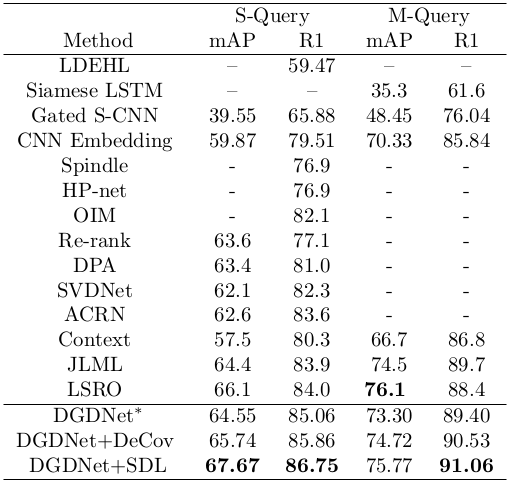 S-Query M-Query
Method mAP R1 mAP R1
LDEHL – 59.47 – –
Siamese LSTM – – 35.3 61.6
Gated S-CNN 39.55 65.88 48.45 76.04
CNN Embedding 59.87 79.51 70.33 85.84
Spindle - 76.9 - -
HP-net - 76.9 - -
OIM - 82.1 - -
Re-rank 63.6 77.1 - -
DPA 63.4 81.0 - -
SVDNet 62.1 82.3 - -
ACRN 62.6 83.6 - -
Context 57.5 80.3 66.7 86.8
JLML 64.4 83.9 74.5 89.7
LSRO 66.1 84.0 76.1 88.4
DGDNet* 64.55 85.06 73.30 89.40
DGDNet+DeCov 65.74 85.86 74.72 90.53
DGDNet+SDL 67.67 86.75 75.77 91.06